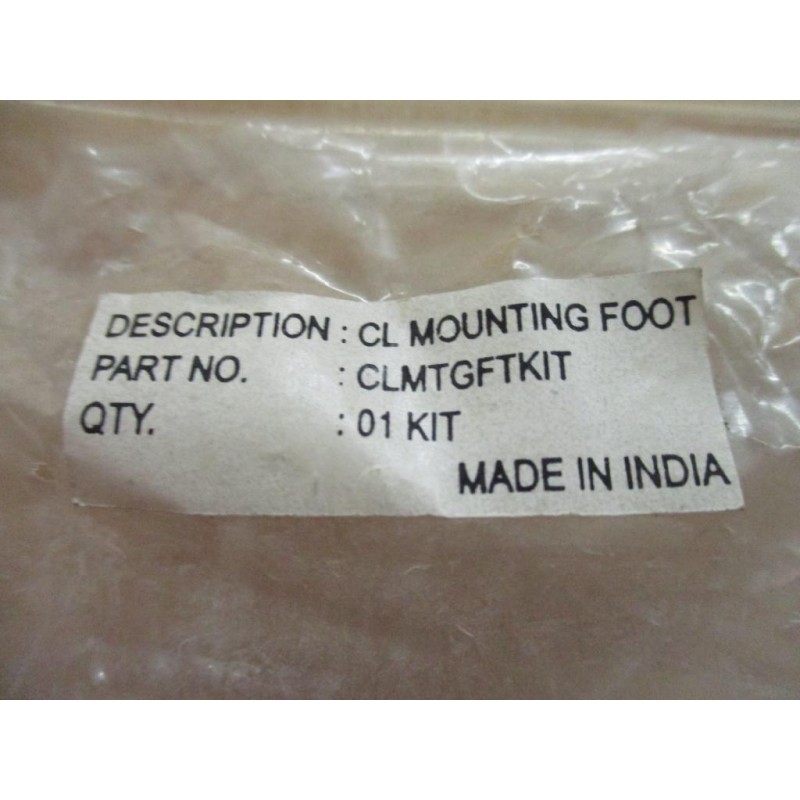 DESCRIPTION : CL MOUNTING FOOT
PART NO. : CLMTGFTKIT
QTY. : 01 KIT
MADE IN INDIA